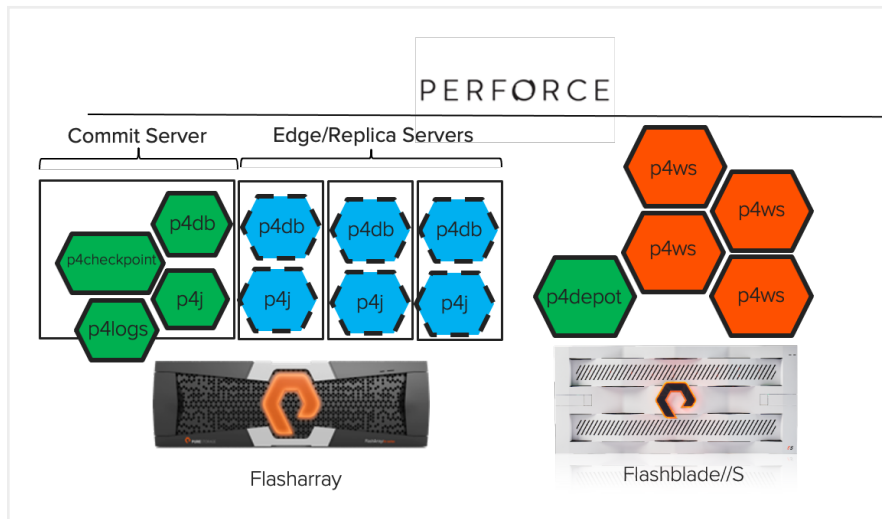 PERFORCE
Commit Server
Edge/Replica Servers
p4db
p4checkpoint
p4j
p4logs
p4db
p4j
p4db
p4j
p4db
p4j
p4ws
p4ws
p4ws
p4ws
p4depot
Flasharray
Flashblade//S